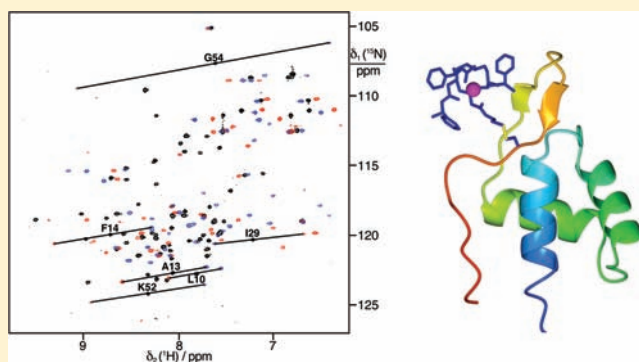 105
G54
δ₁(¹⁵N)
ppm
110
115
F14
I29
120
A13
L10
K52
125
9
8
7
δ₂(¹H) / ppm